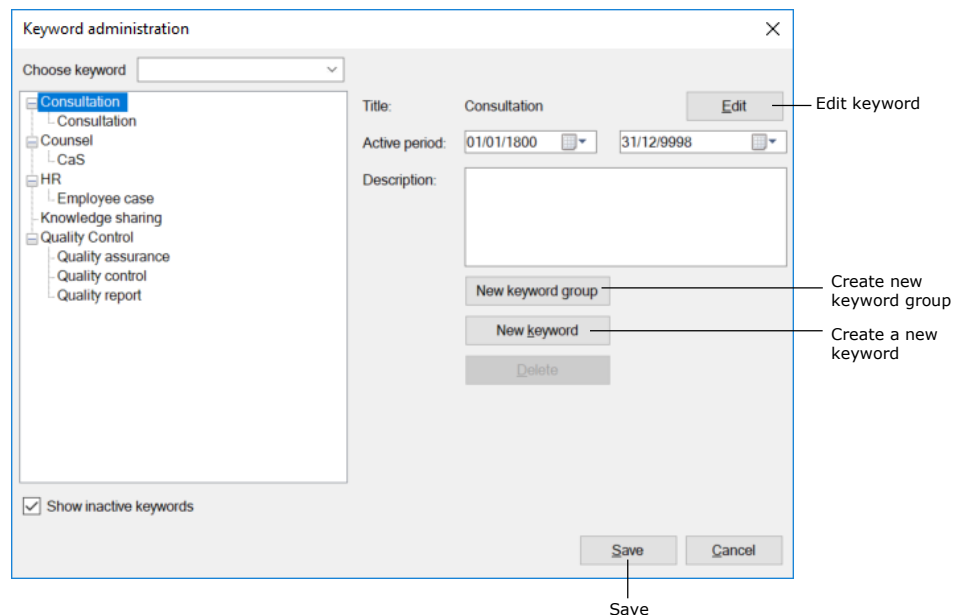 Keyword administration
Choose keyword
Consultation
Consultation
Counsel
CaS
HR
Employee case
Knowledge sharing
Quality Control
Quality assurance
Quality control
Quality report
Show inactive keywords
Title: Consultation Edit
Active period: 01/01/1800 31/12/9998
Description:
New keyword group
New keyword
Delete
Save Cancel
Edit keyword
Create new
keyword group
Create a new
keyword
Save